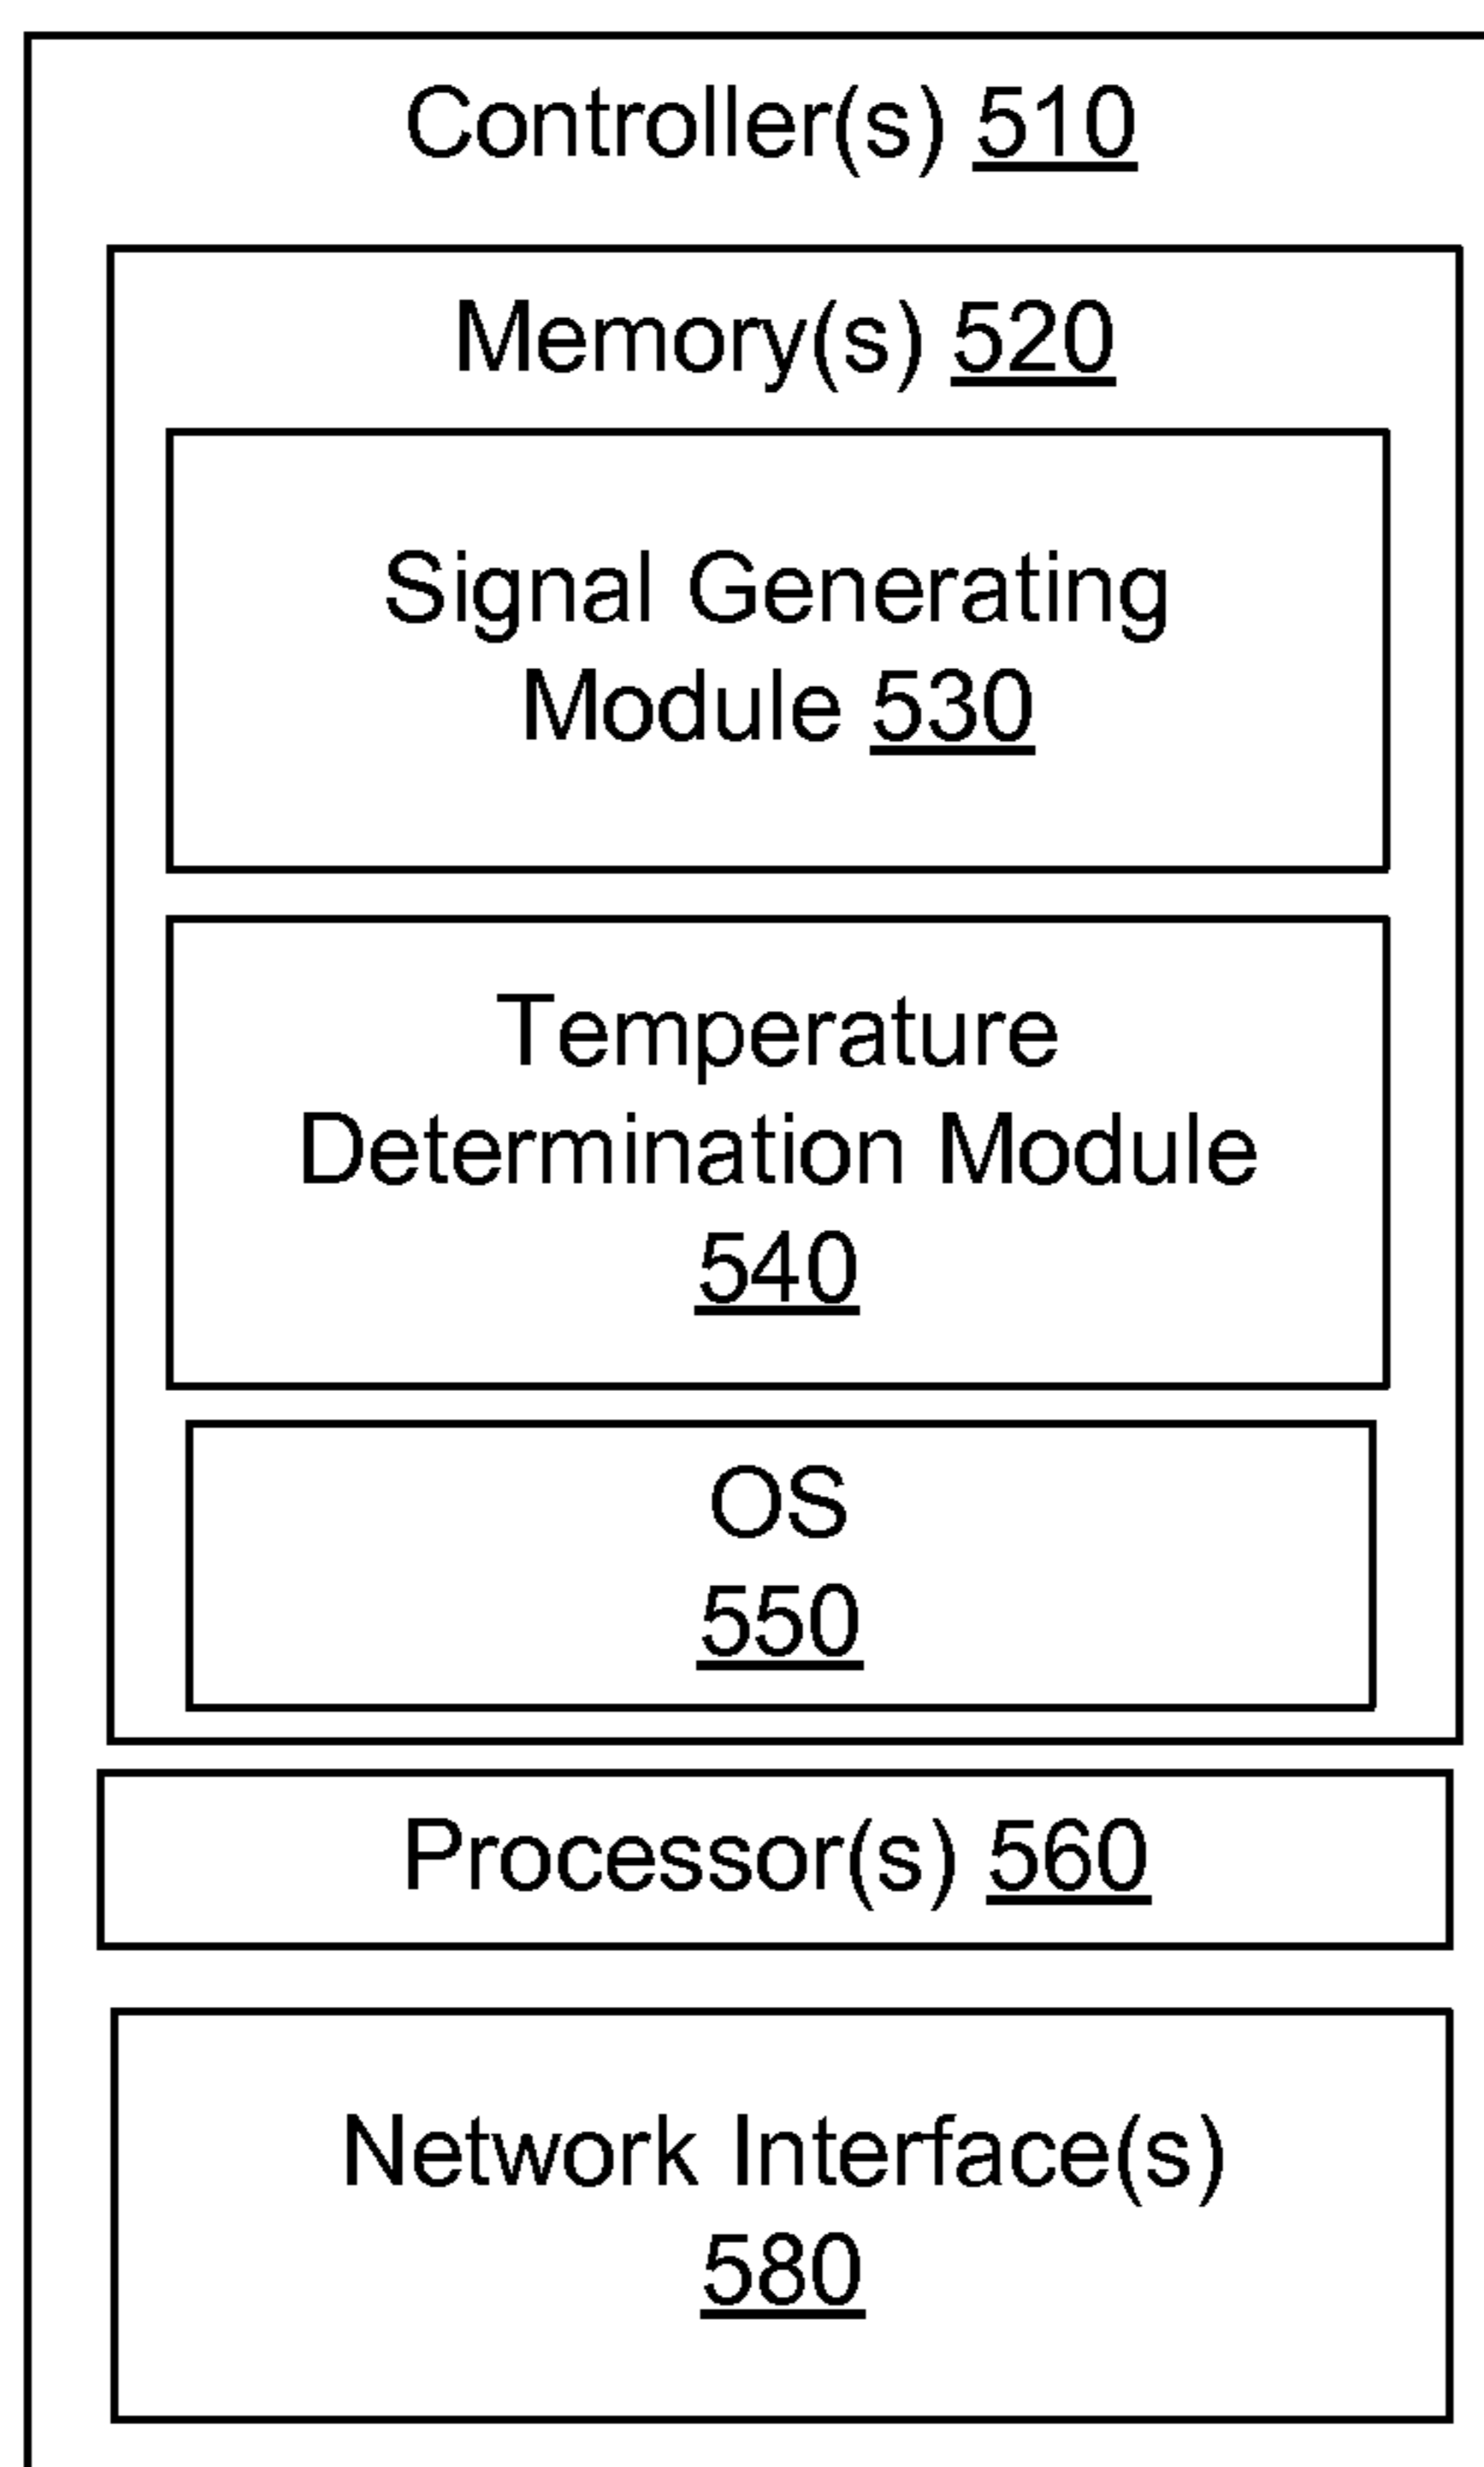 Controller(s) 510
Memory(s) 520
Signal Generating
Module 530
Temperature
Determination Module
540
OS
550
Processor(s) 560
Network Interface(s)
580